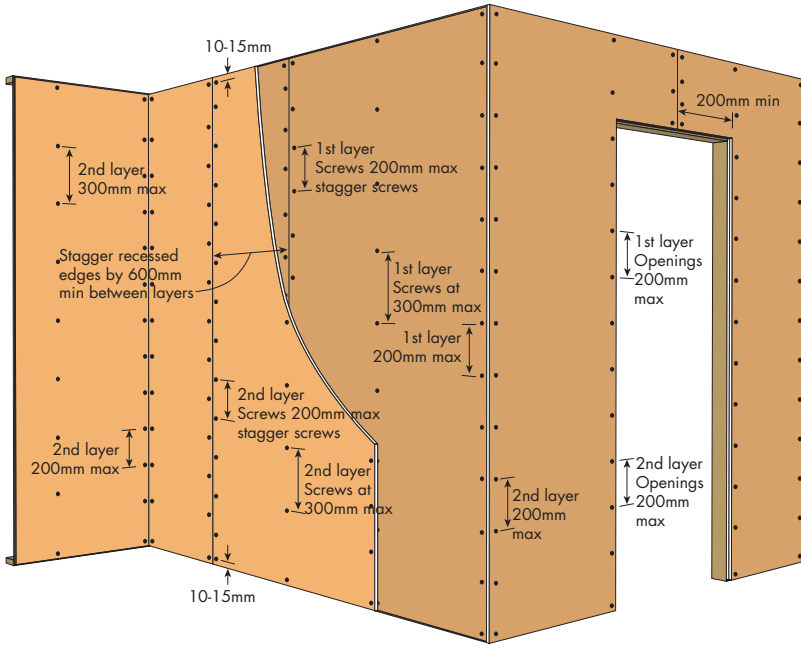 10-15mm
200mm min
1st layer
Screws 200mm max
stagger screws
2nd layer
300mm max
Stagger recessed
edges by 600mm
min between layers
1st layer
Screws at
300mm max
1st layer
Openings
200mm
max
1st layer
200mm max
2nd layer
Screws 200mm max
stagger screws
2nd layer
200mm max
2nd layer
Screws at
300mm max
2nd layer
200mm
max
2nd layer
Openings
200mm
max
10-15mm